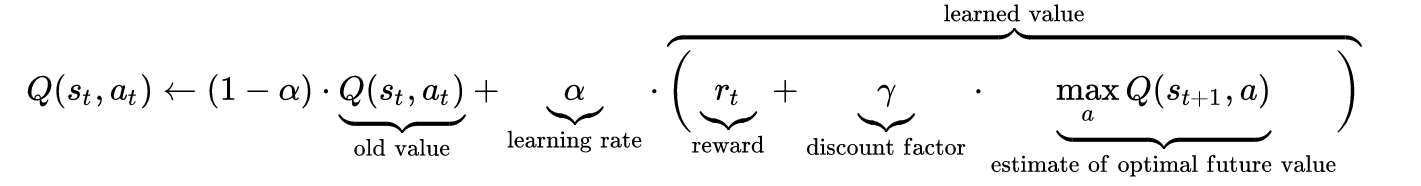 learned value
Q(s_t, a_t) ← (1 − α) · Q(s_t, a_t) + α · ( r_t + γ · max_a Q(s_{t+1}, a) )
old value learning rate reward discount factor estimate of optimal future value